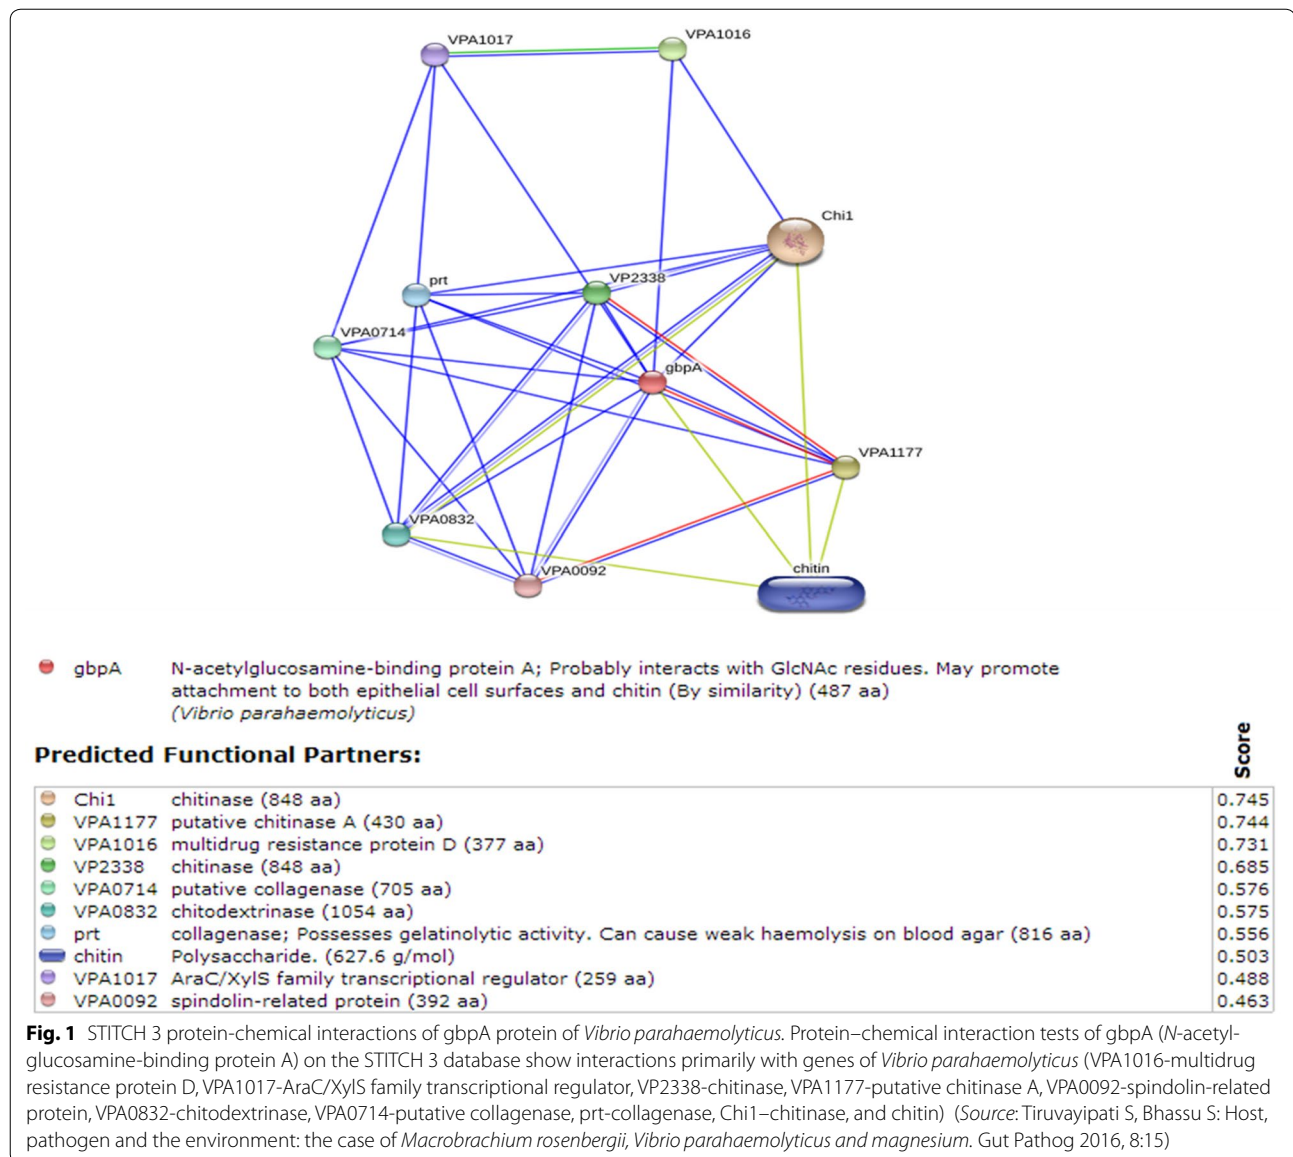 VPA1017
VPA1016
Chi1
prt
VP2338
VPA0714
gbpA
VPA1177
VPA0832
VPA0092
chitin
gbpA N-acetylglucosamine-binding protein A; Probably interacts with GlcNAc residues. May promote
attachment to both epithelial cell surfaces and chitin (By similarity) (487 aa)
(Vibrio parahaemolyticus)
Predicted Functional Partners:
Score
Chi1 chitinase (848 aa) 0.745
VPA1177 putative chitinase A (430 aa) 0.744
VPA1016 multidrug resistance protein D (377 aa) 0.731
VP2338 chitinase (848 aa) 0.685
VPA0714 putative collagenase (705 aa) 0.576
VPA0832 chitodextrinase (1054 aa) 0.575
prt collagenase; Possesses gelatinolytic activity. Can cause weak haemolysis on blood agar (816 aa) 0.556
chitin Polysaccharide. (627.6 g/mol) 0.503
VPA1017 AraC/XylS family transcriptional regulator (259 aa) 0.488
VPA0092 spindolin-related protein (392 aa) 0.463
Fig. 1 STITCH 3 protein-chemical interactions of gbpA protein of Vibrio parahaemolyticus. Protein–chemical interaction tests of gbpA (N-acetyl-
glucosamine-binding protein A) on the STITCH 3 database show interactions primarily with genes of Vibrio parahaemolyticus (VPA1016-multidrug
resistance protein D, VPA1017-AraC/XylS family transcriptional regulator, VP2338-chitinase, VPA1177-putative chitinase A, VPA0092-spindolin-related
protein, VPA0832-chitodextrinase, VPA0714-putative collagenase, prt-collagenase, Chi1–chitinase, and chitin) (Source: Tiruvayipati S, Bhassu S: Host,
pathogen and the environment: the case of Macrobrachium rosenbergii, Vibrio parahaemolyticus and magnesium. Gut Pathog 2016, 8:15)